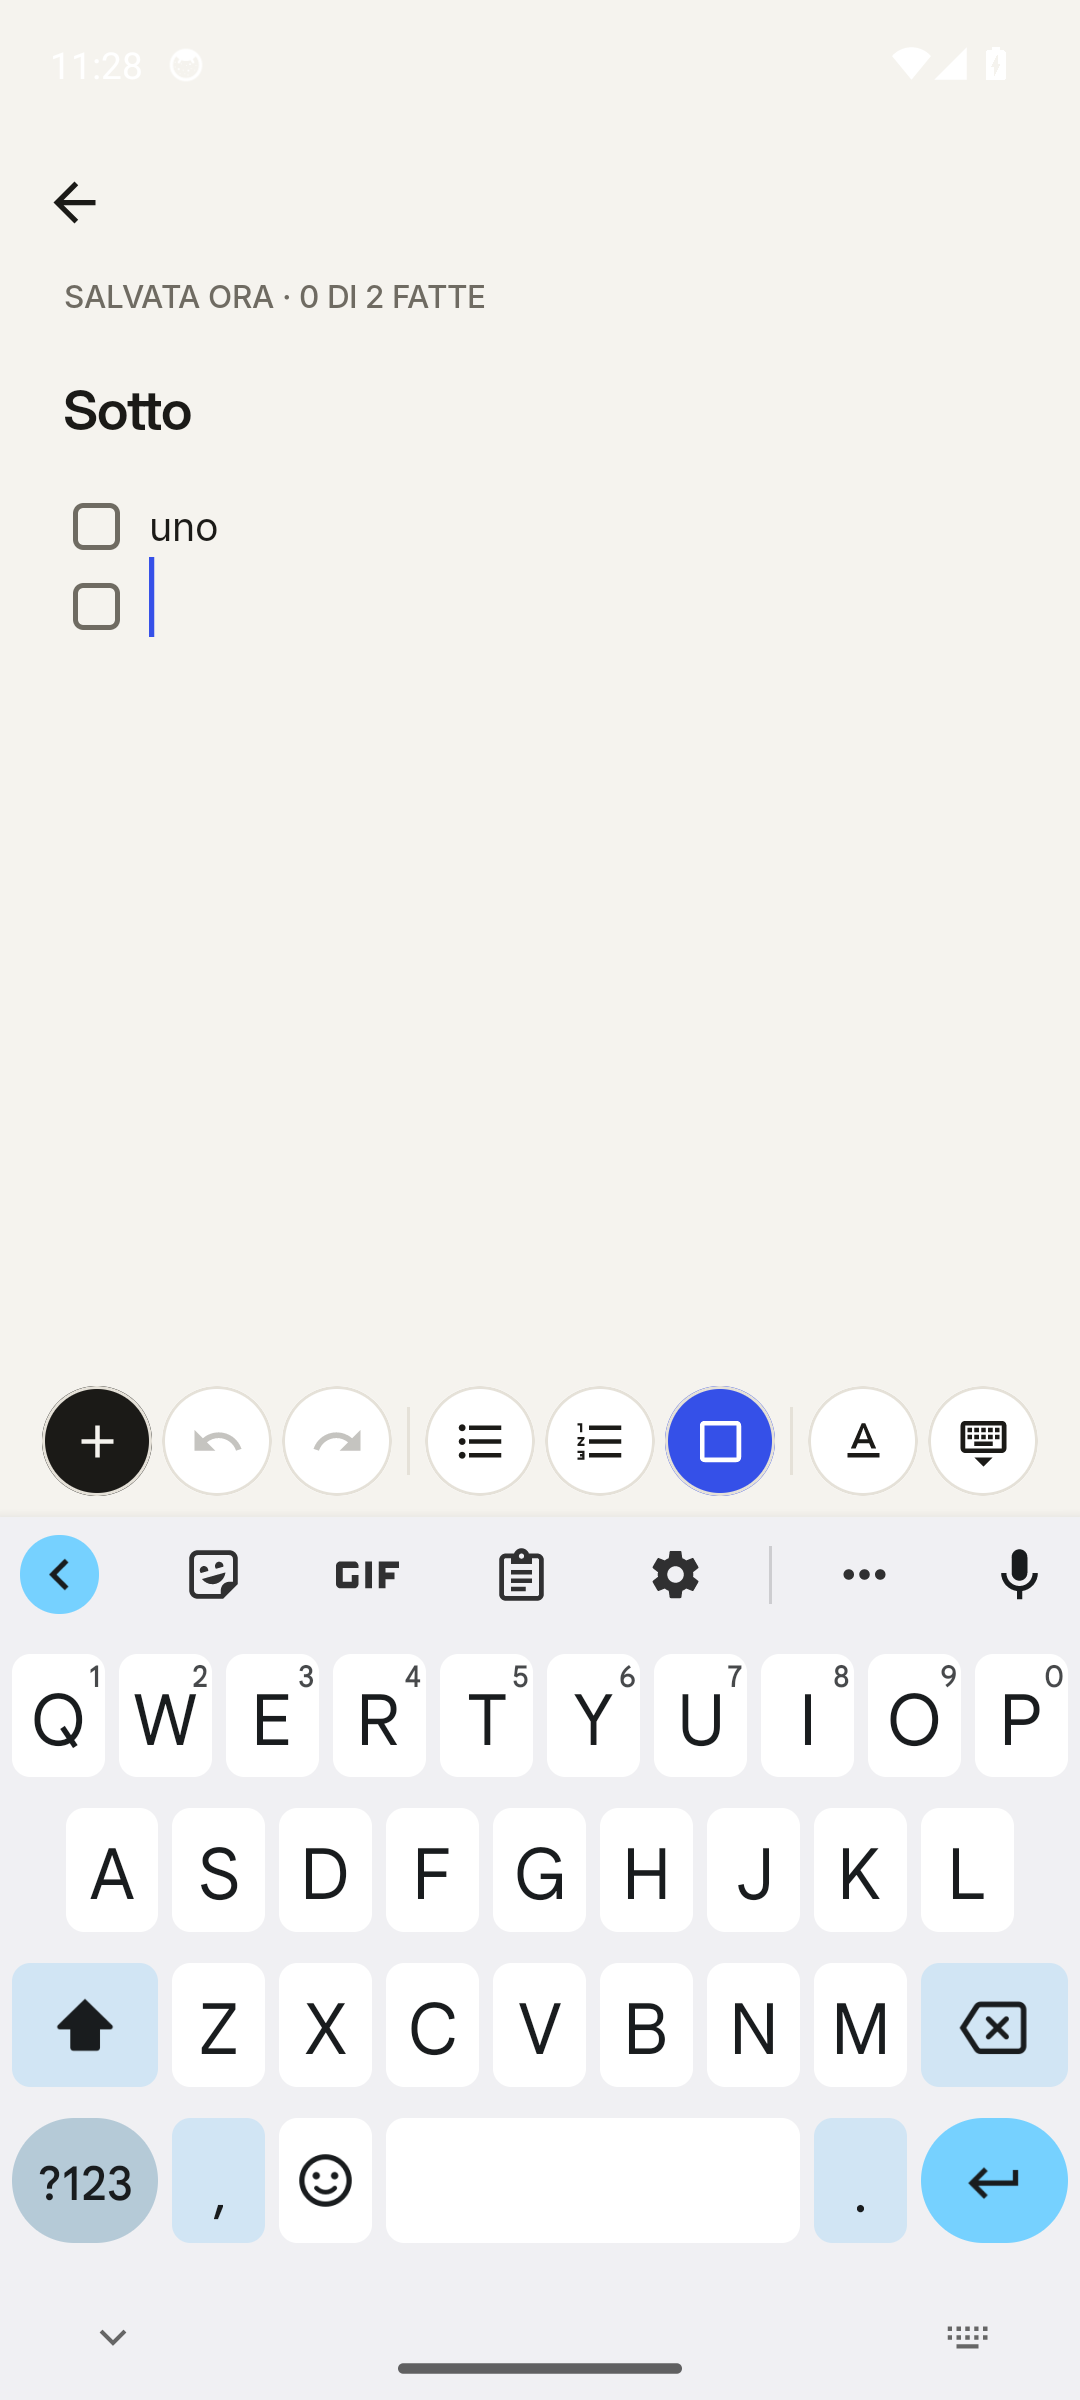 11:28
SALVATA ORA · 0 DI 2 FATTE
Sotto
uno
GIF
Q 1 W 2 E 3 R 4 T 5 Y 6 U 7 I 8 O 9 P 0
A S D F G H J K L
Z X C V B N M
?123 , .